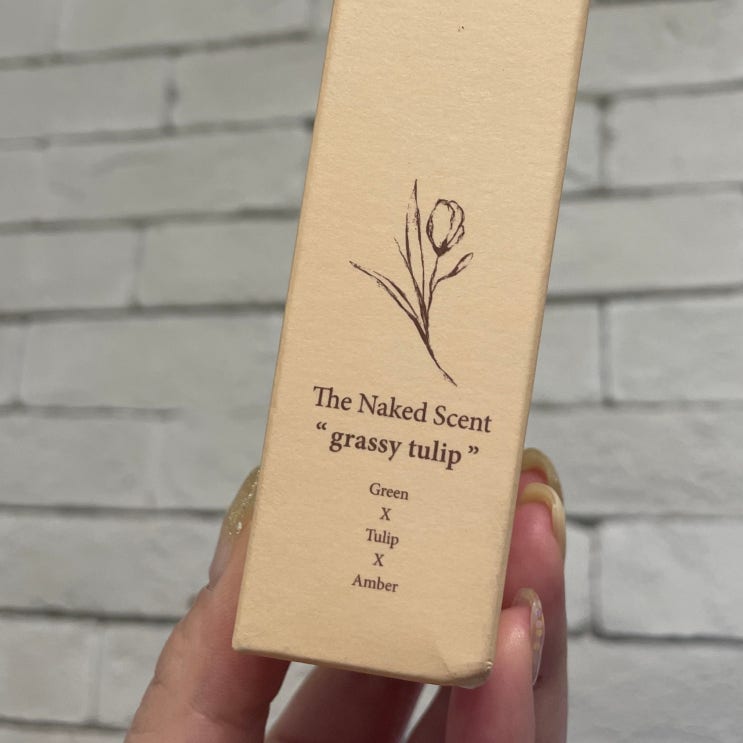 The Naked Scent
“ grassy tulip ”
Green
X
Tulip
X
Amber